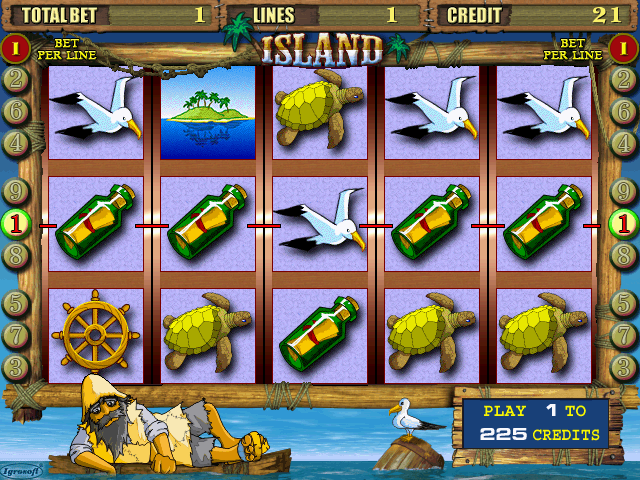 TOTAL BET 1 LINES 1 CREDIT 21
1 BET PER LINE ISLAND BET PER LINE 1
2 2
6 6
4 4
9 9
1 1
8 8
5 5
7 7
3 3
PLAY 1 TO
225 CREDITS
Igrosoft